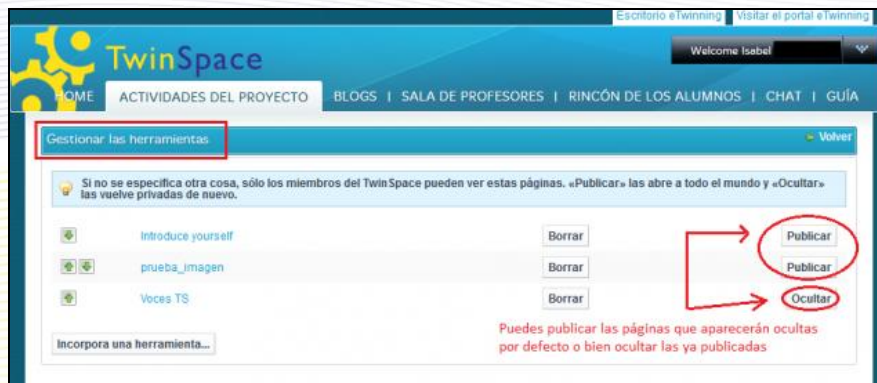 Escritorio eTwinning Visitar el portal eTwinning
TwinSpace
Welcome Isabel
HOME ACTIVIDADES DEL PROYECTO BLOGS | SALA DE PROFESORES | RINCÓN DE LOS ALUMNOS | CHAT | GUÍA
Gestionar las herramientas Volver
Si no se especifica otra cosa, sólo los miembros del TwinSpace pueden ver estas páginas. «Publicar» las abre a todo el mundo y «Ocultar»
las vuelve privadas de nuevo.
Introduce yourself Borrar Publicar
prueba_imagen Borrar Publicar
Voces TS Borrar Ocultar
Puedes publicar las páginas que aparecerán ocultas
por defecto o bien ocultar las ya publicadas
Incorpora una herramienta...